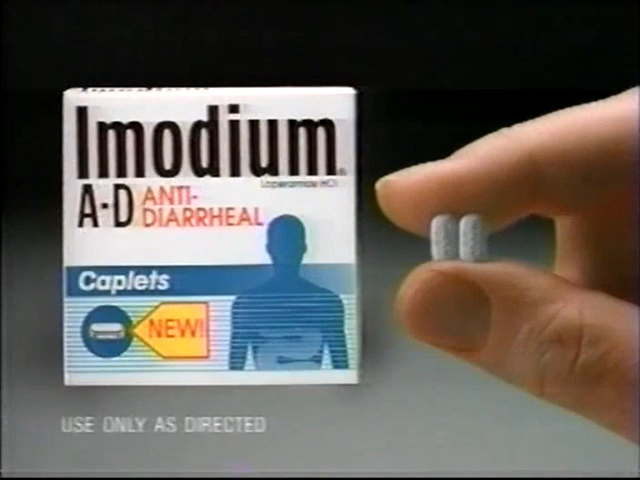 Imodium
Loperamide HCl
A-D ANTI-
DIARRHEAL
Caplets
NEW!
USE ONLY AS DIRECTED